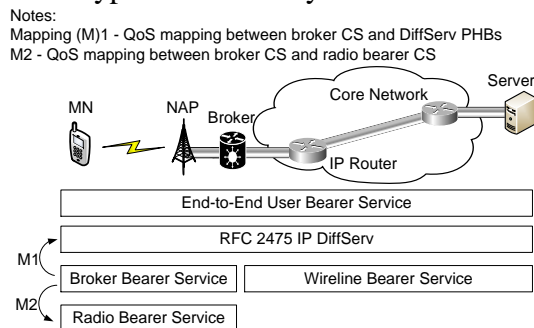 Notes:
Mapping (M)1 - QoS mapping between broker CS and DiffServ PHBs
M2 - QoS mapping between broker CS and radio bearer CS
Server
Core Network
MN
NAP
Broker
IP Router
End-to-End User Bearer Service
RFC 2475 IP DiffServ
M1
Broker Bearer Service
Wireline Bearer Service
M2
Radio Bearer Service